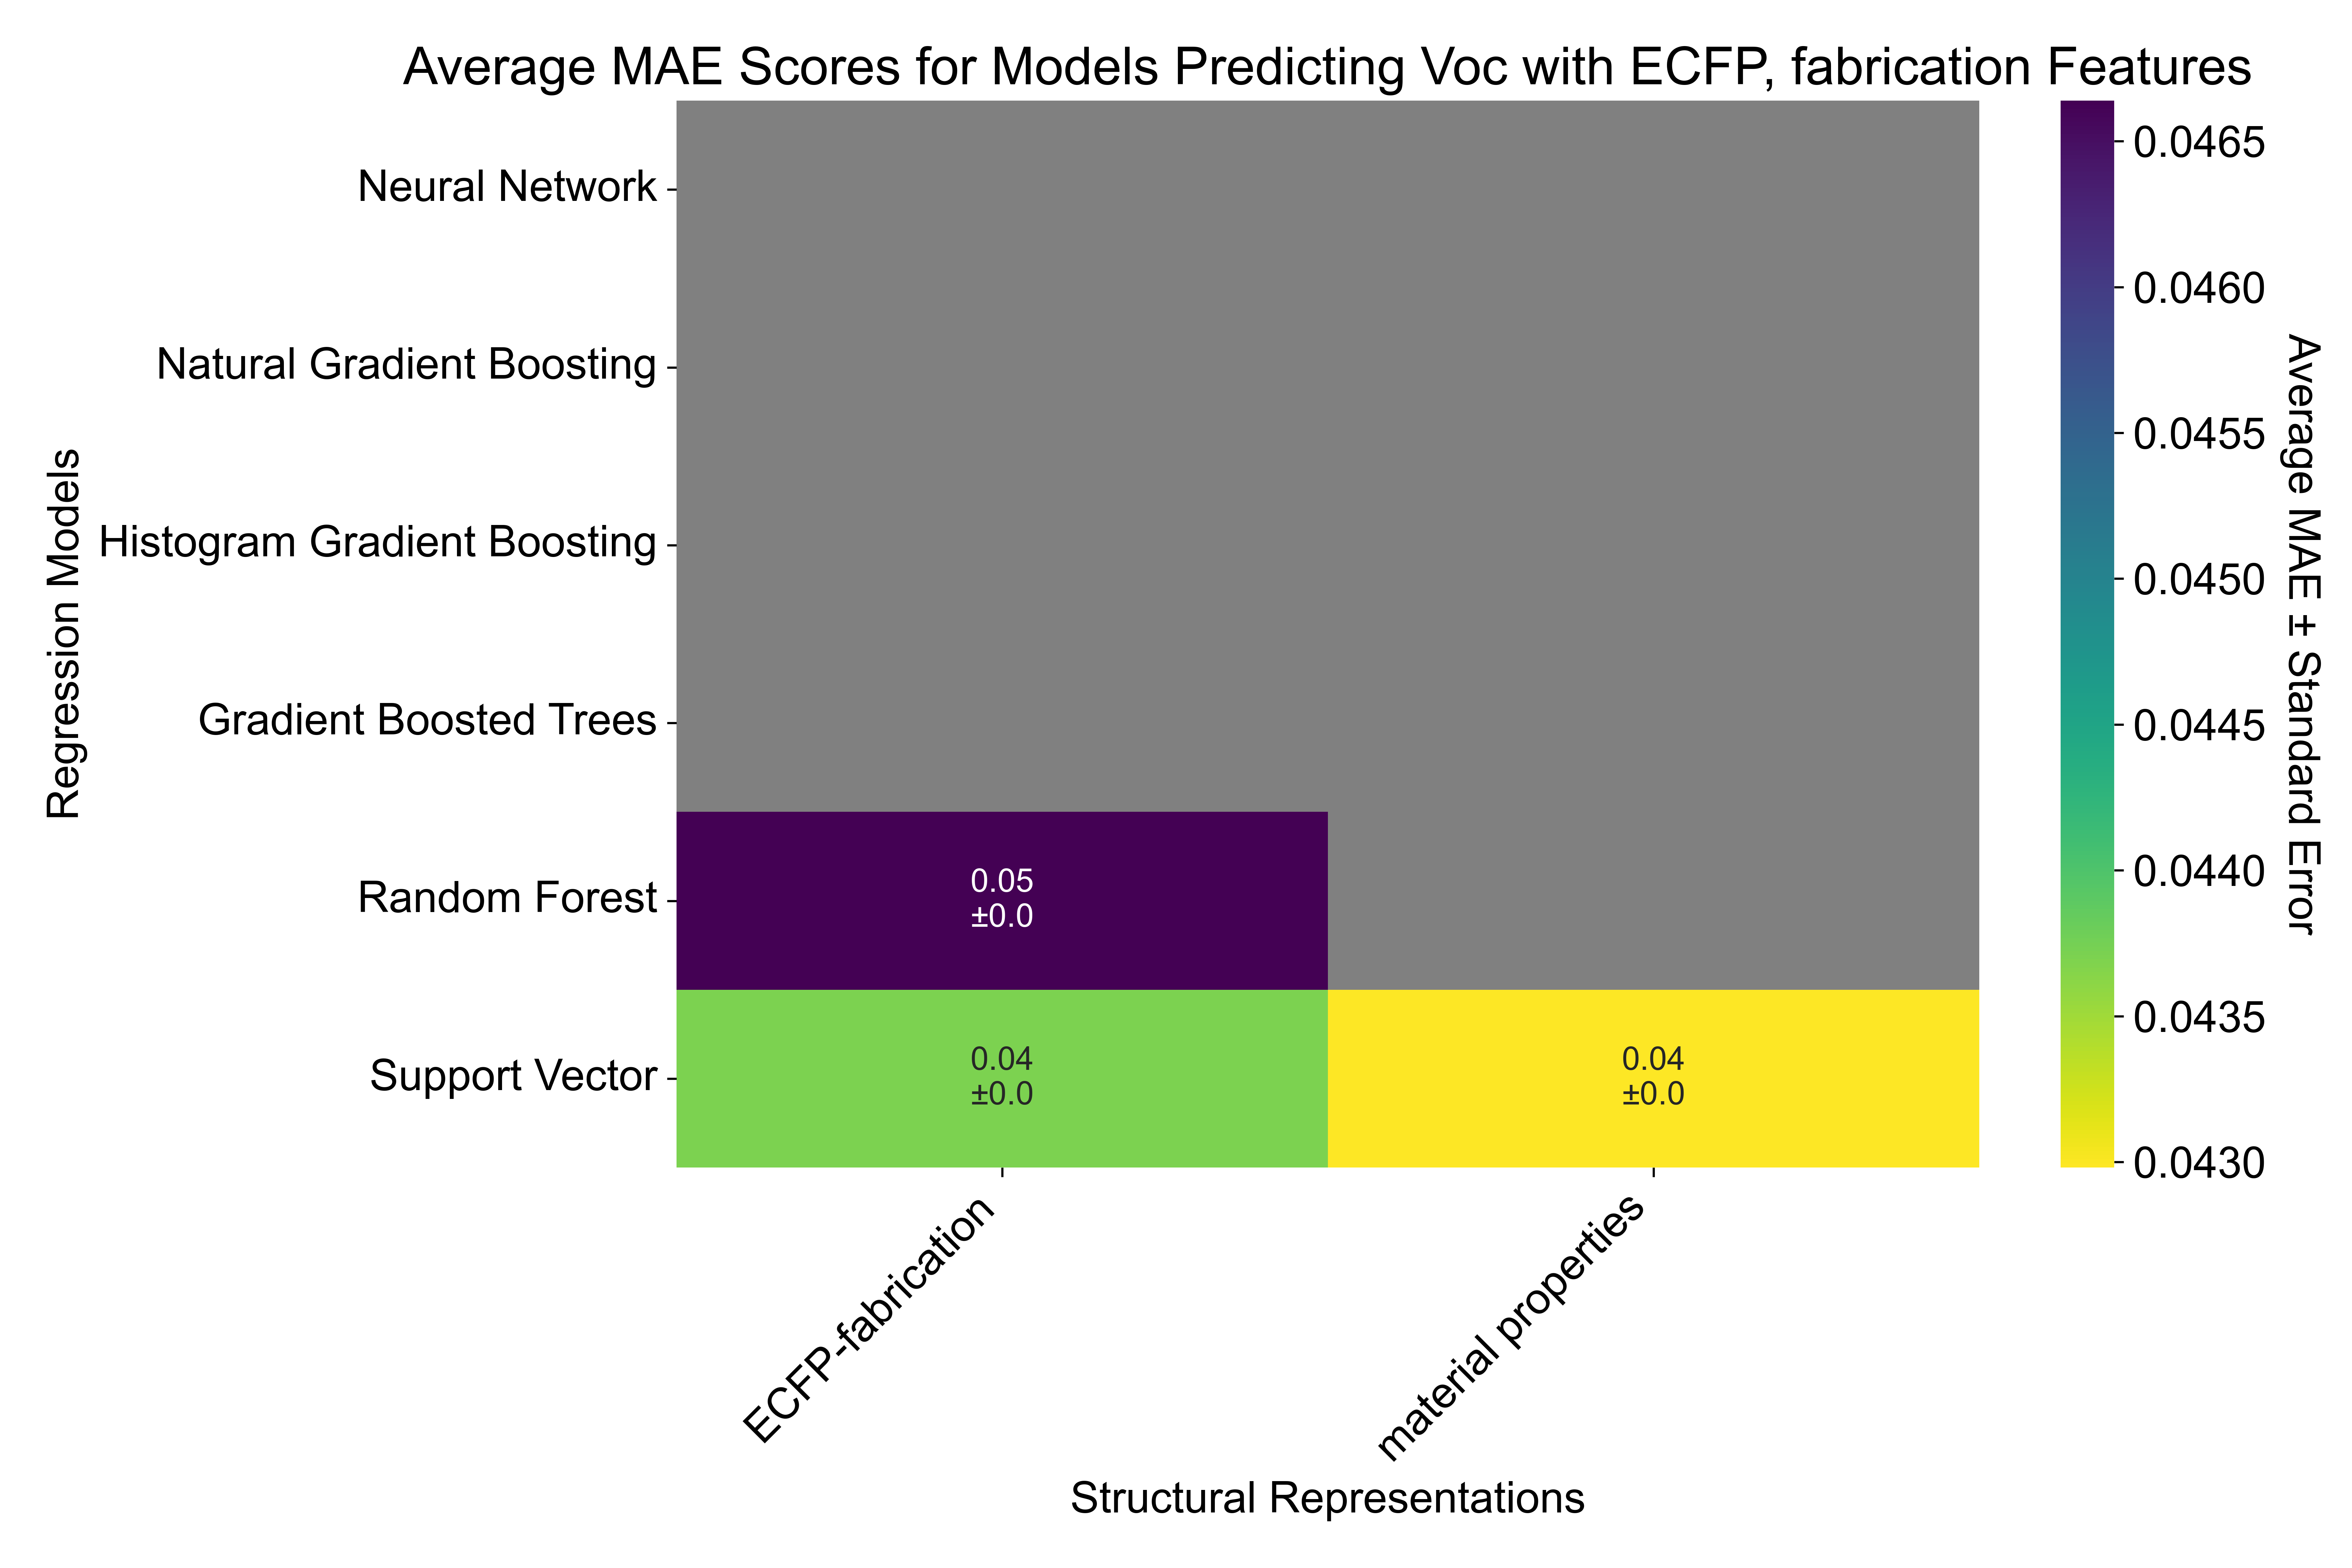 Average MAE Scores for Models Predicting Voc with ECFP, fabrication Features
Regression Models
Neural Network
Natural Gradient Boosting
Histogram Gradient Boosting
Gradient Boosted Trees
Random Forest
Support Vector
0.05
±0.0
0.04
±0.0
0.04
±0.0
ECFP-fabrication
material properties
Structural Representations
0.0465
0.0460
0.0455
0.0450
0.0445
0.0440
0.0435
0.0430
Average MAE ± Standard Error